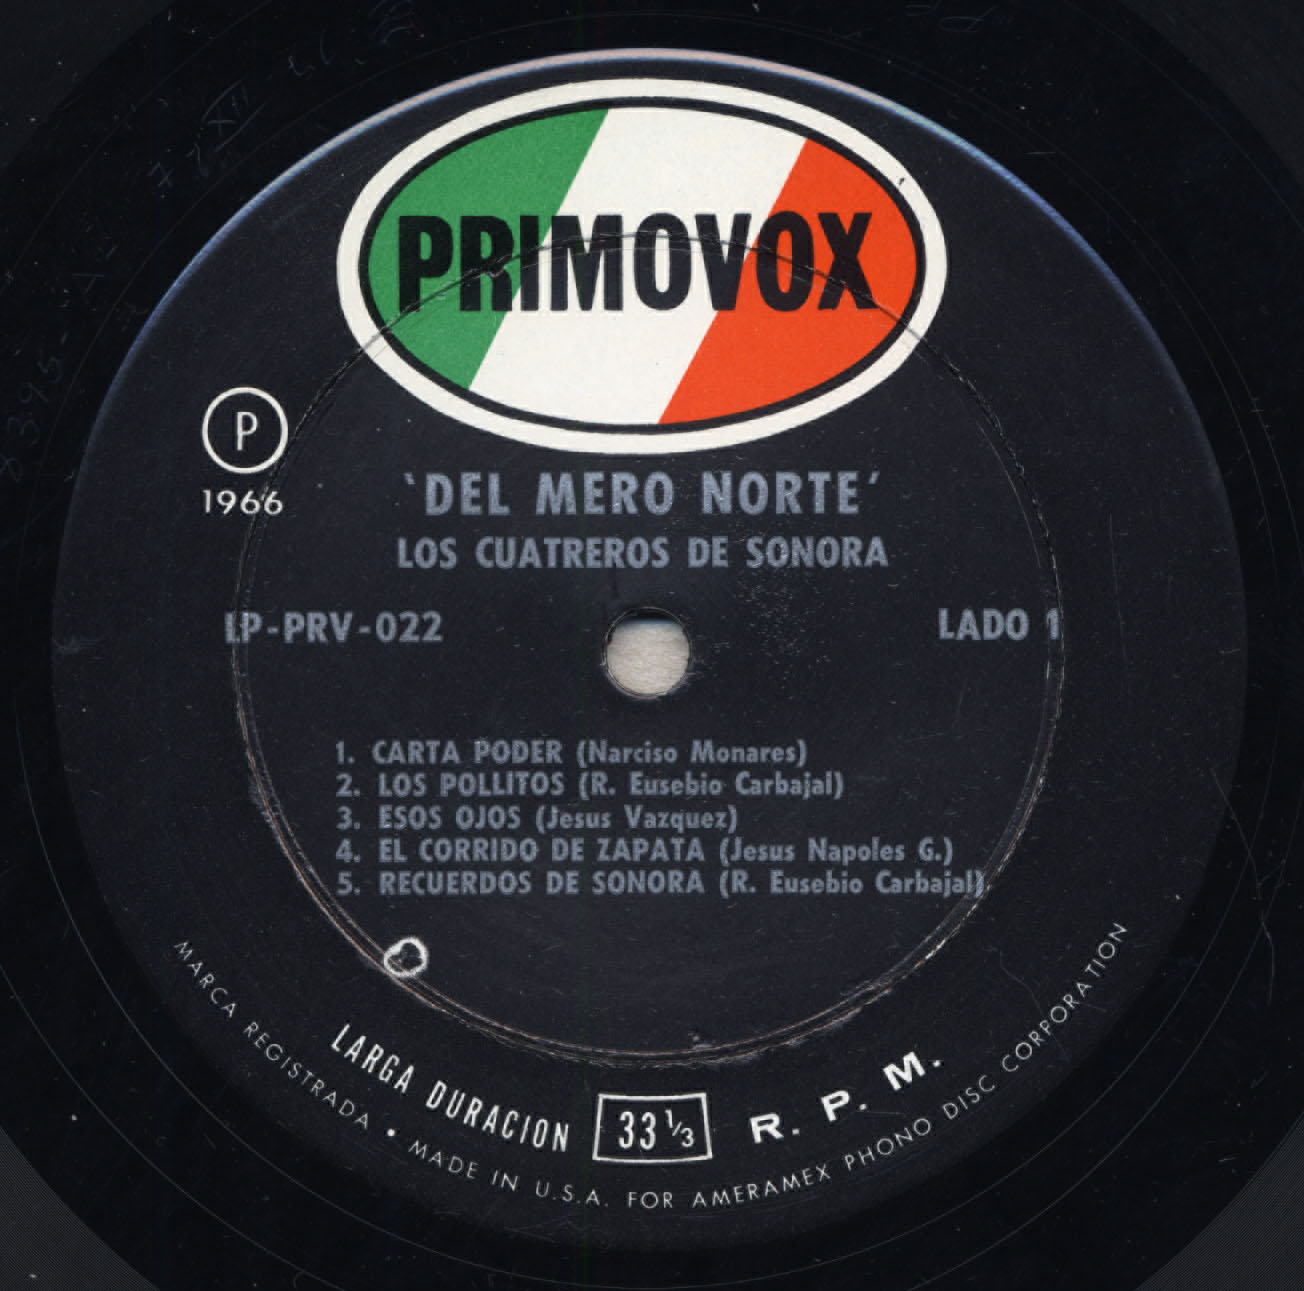 PRIMOVOX
P
1966
'DEL MERO NORTE'
LOS CUATREROS DE SONORA
LP-PRV-022
LADO 1
1. CARTA PODER (Narciso Monares)
2. LOS POLLITOS (R. Eusebio Carbajal)
3. ESOS OJOS (Jesus Vazquez)
4. EL CORRIDO DE ZAPATA (Jesus Napoles G.)
5. RECUERDOS DE SONORA (R. Eusebio Carbajal)
LARGA DURACION 33 1/3 R. P. M.
MARCA REGISTRADA • MADE IN U.S.A. FOR AMERAMEX PHONO DISC CORPORATION